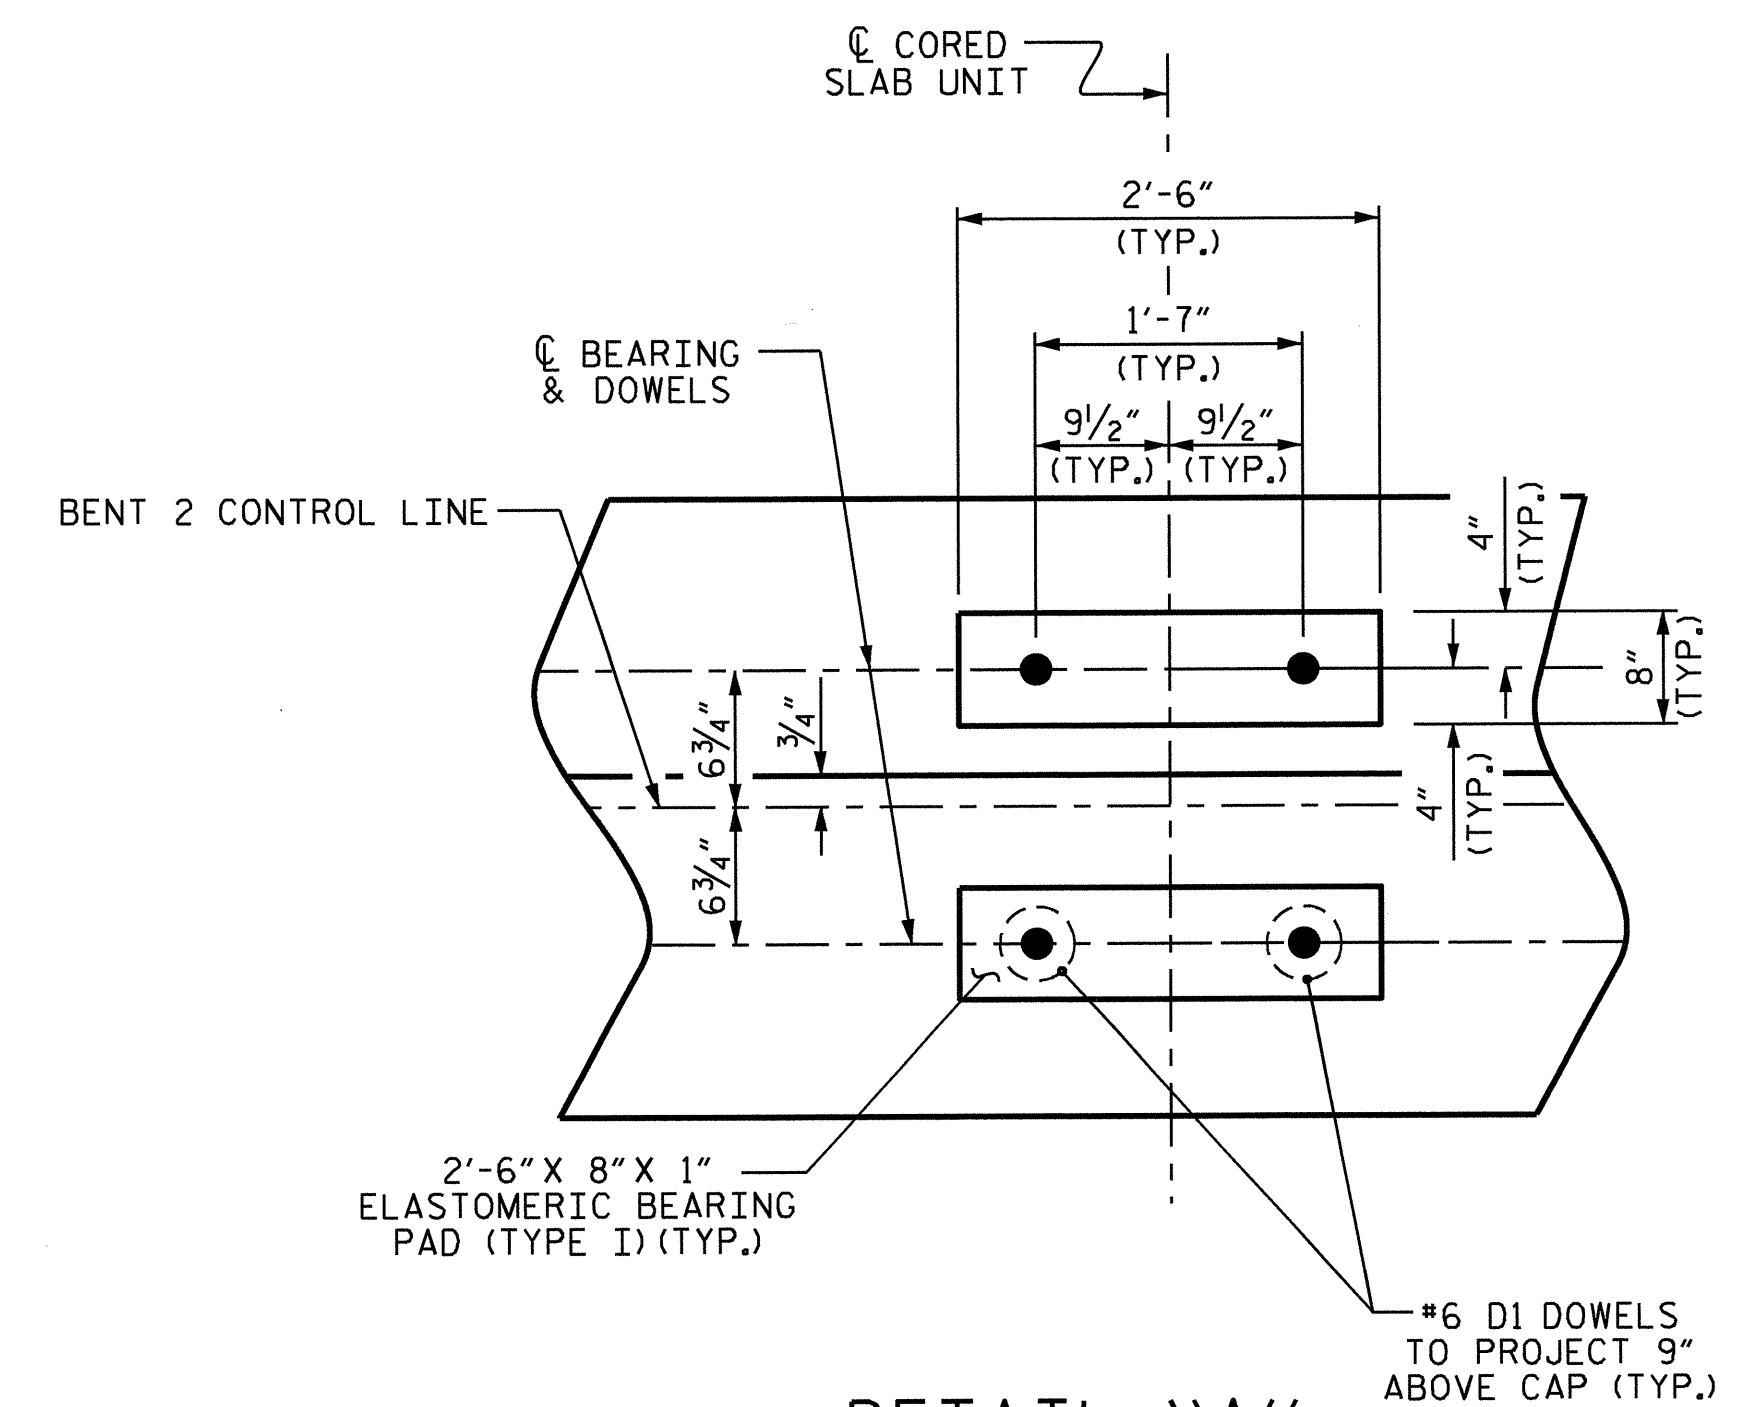 ℄ CORED
SLAB UNIT
2'-6"
(TYP.)
1'-7"
(TYP.)
℄ BEARING
& DOWELS
9½" 9½"
(TYP.) (TYP.)
BENT 2 CONTROL LINE
4"
(TYP.)
8"
(TYP.)
6¾"
¾"
4"
(TYP.)
6¾"
2'-6" X 8" X 1"
ELASTOMERIC BEARING
PAD (TYPE I)(TYP.)
#6 D1 DOWELS
TO PROJECT 9"
ABOVE CAP (TYP.)
DETAIL "A"